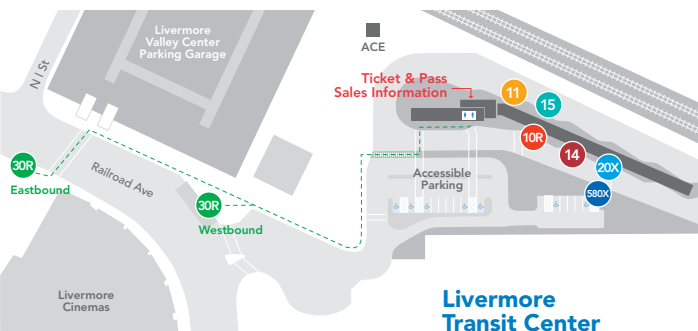 Livermore
Valley Center
Parking Garage
ACE
N I St
Ticket & Pass
Sales Information
11
15
10R
14
20X
580X
30R
Eastbound
Railroad Ave
Accessible
Parking
30R
Westbound
Livermore
Cinemas
Livermore
Transit Center